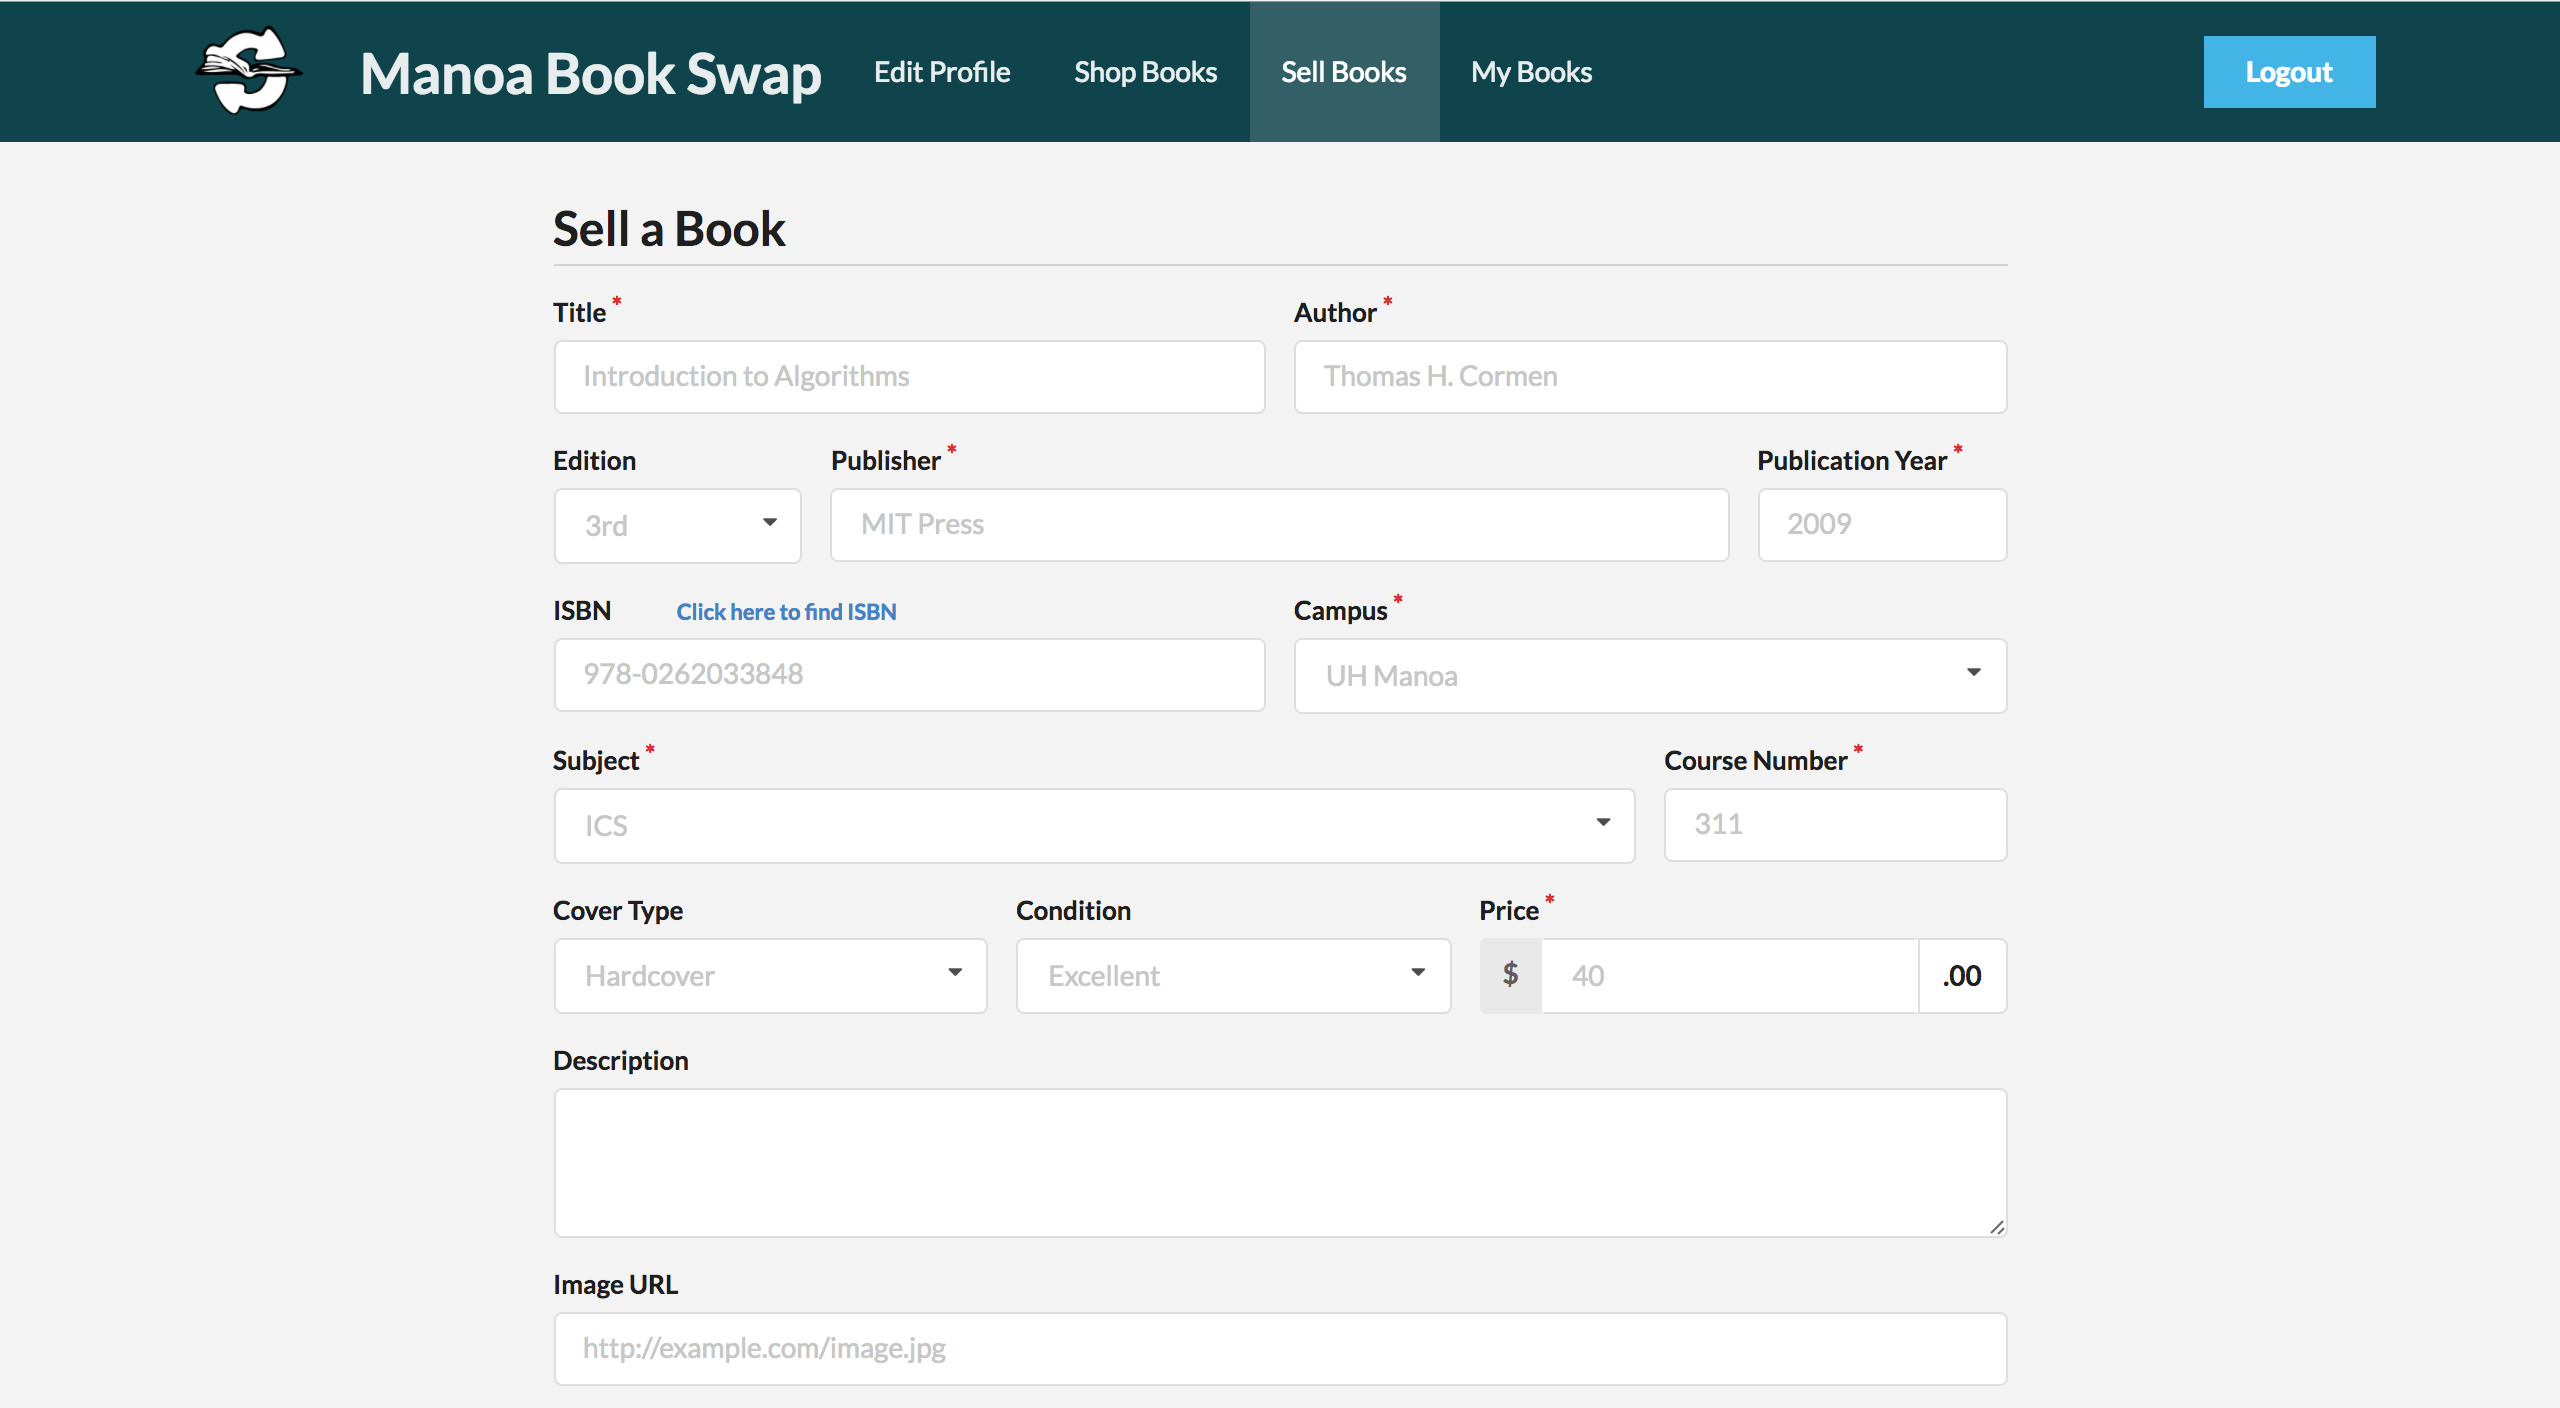 Manoa Book Swap Edit Profile Shop Books Sell Books My Books Logout
Sell a Book
Title * Author *
Introduction to Algorithms Thomas H. Cormen
Edition Publisher * Publication Year *
3rd MIT Press 2009
ISBN Click here to find ISBN Campus *
978-0262033848 UH Manoa
Subject * Course Number *
ICS 311
Cover Type Condition Price *
Hardcover Excellent $ 40 .00
Description
Image URL
http://example.com/image.jpg